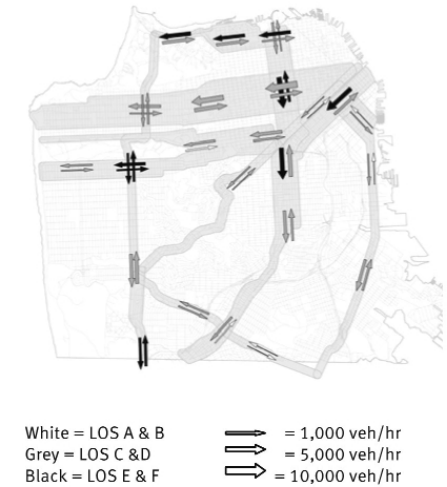 White = LOS A & B = 1,000 veh/hr
Grey = LOS C &D = 5,000 veh/hr
Black = LOS E & F = 10,000 veh/hr